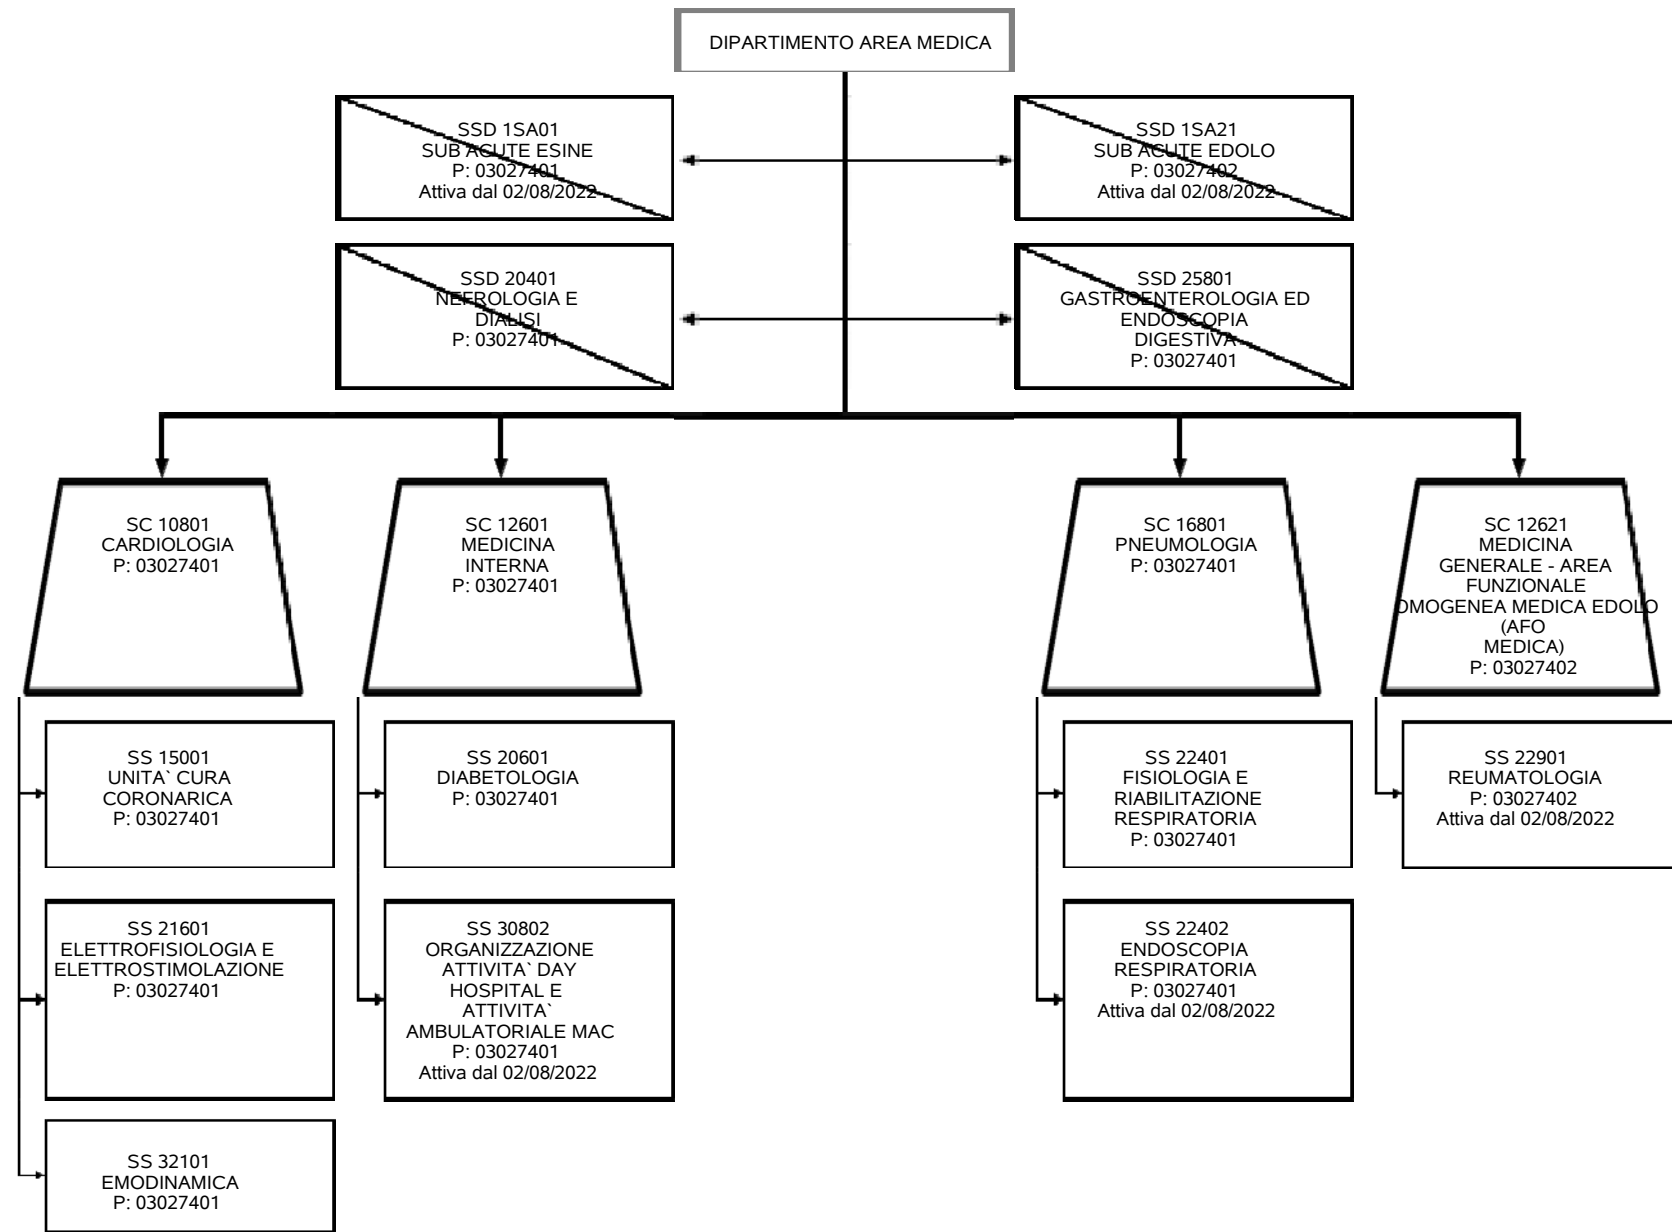 DIPARTIMENTO AREA MEDICA
SSD 1SA01
SUB ACUTE ESINE
P: 03027401
Attiva dal 02/08/2022
SSD 1SA21
SUB ACUTE EDOLO
P: 03027402
Attiva dal 02/08/2022
SSD 20401
NEFROLOGIA E
DIALISI
P: 03027401
SSD 25801
GASTROENTEROLOGIA ED
ENDOSCOPIA
DIGESTIVA
P: 03027401
SC 10801
CARDIOLOGIA
P: 03027401
SC 12601
MEDICINA
INTERNA
P: 03027401
SC 16801
PNEUMOLOGIA
P: 03027401
SC 12621
MEDICINA
GENERALE - AREA
FUNZIONALE
OMOGENEA MEDICA EDOLO
(AFO
MEDICA)
P: 03027402
SS 15001
UNITA` CURA
CORONARICA
P: 03027401
SS 20601
DIABETOLOGIA
P: 03027401
SS 22401
FISIOLOGIA E
RIABILITAZIONE
RESPIRATORIA
P: 03027401
SS 22901
REUMATOLOGIA
P: 03027402
Attiva dal 02/08/2022
SS 21601
ELETTROFISIOLOGIA E
ELETTROSTIMOLAZIONE
P: 03027401
SS 30802
ORGANIZZAZIONE
ATTIVITA` DAY
HOSPITAL E
ATTIVITA`
AMBULATORIALE MAC
P: 03027401
Attiva dal 02/08/2022
SS 22402
ENDOSCOPIA
RESPIRATORIA
P: 03027401
Attiva dal 02/08/2022
SS 32101
EMODINAMICA
P: 03027401